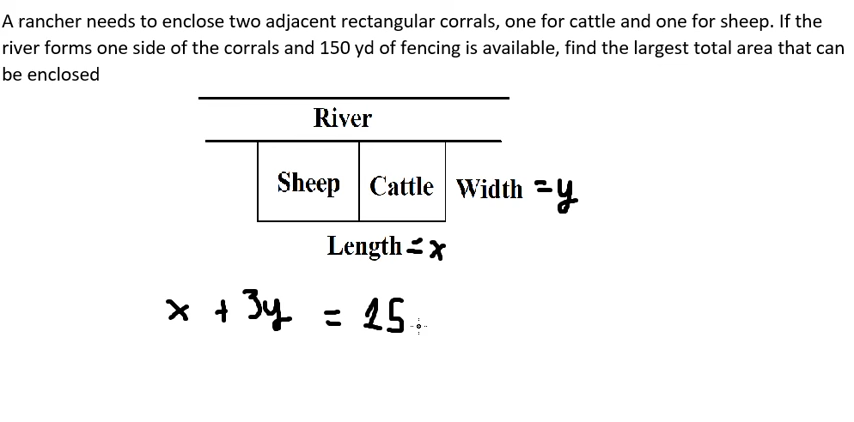 A rancher needs to enclose two adjacent rectangular corrals, one for cattle and one for sheep. If the
river forms one side of the corrals and 150 yd of fencing is available, find the largest total area that can
be enclosed
River
Sheep Cattle Width = y
Length = x
x + 3y = 15